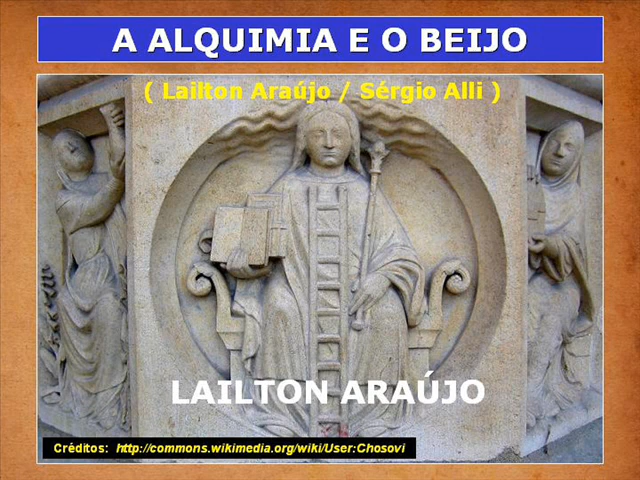 A ALQUIMIA E O BEIJO
( Lailton Araújo / Sérgio Alli )
LAILTON ARAÚJO
Créditos: http://commons.wikimedia.org/wiki/User:Chosovi